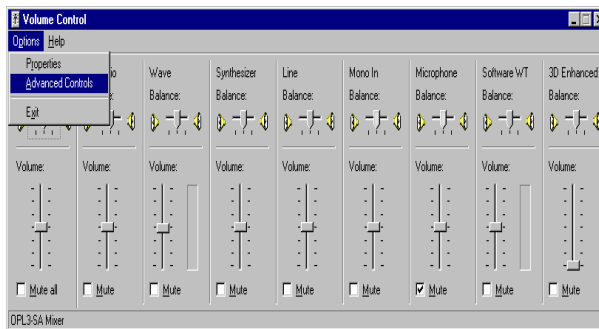 Volume Control
Options Help
Properties
Advanced Controls
Exit
Wave Synthesizer Line Mono In Microphone Software WT 3D Enhanced
Balance: Balance: Balance: Balance: Balance: Balance: Balance:
Volume: Volume: Volume: Volume: Volume: Volume: Volume: Volume: Volume:
Mute all Mute Mute Mute Mute Mute Mute Mute Mute
OPL3-SA Mixer